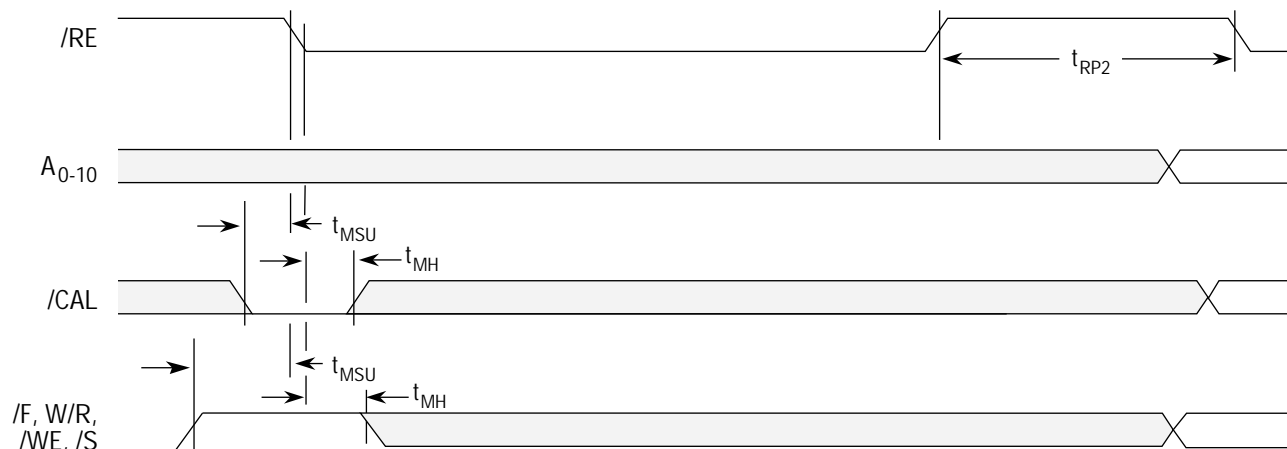 /RE
t_RP2
A_0-10
t_MSU
t_MH
/CAL
t_MSU
t_MH
/F, W/R,
/WE, /S